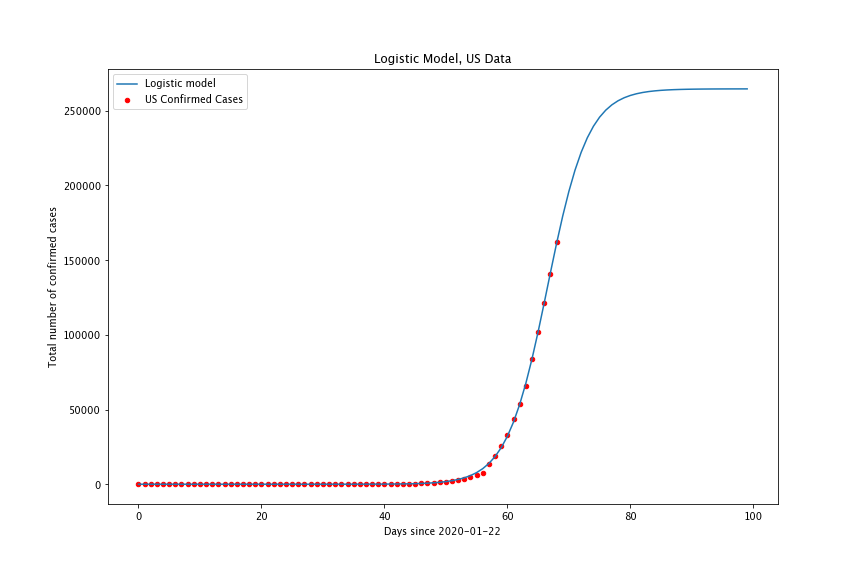 Logistic Model, US Data
Logistic model
US Confirmed Cases
250000
200000
150000
100000
50000
0
Total number of confirmed cases
0 20 40 60 80 100
Days since 2020-01-22